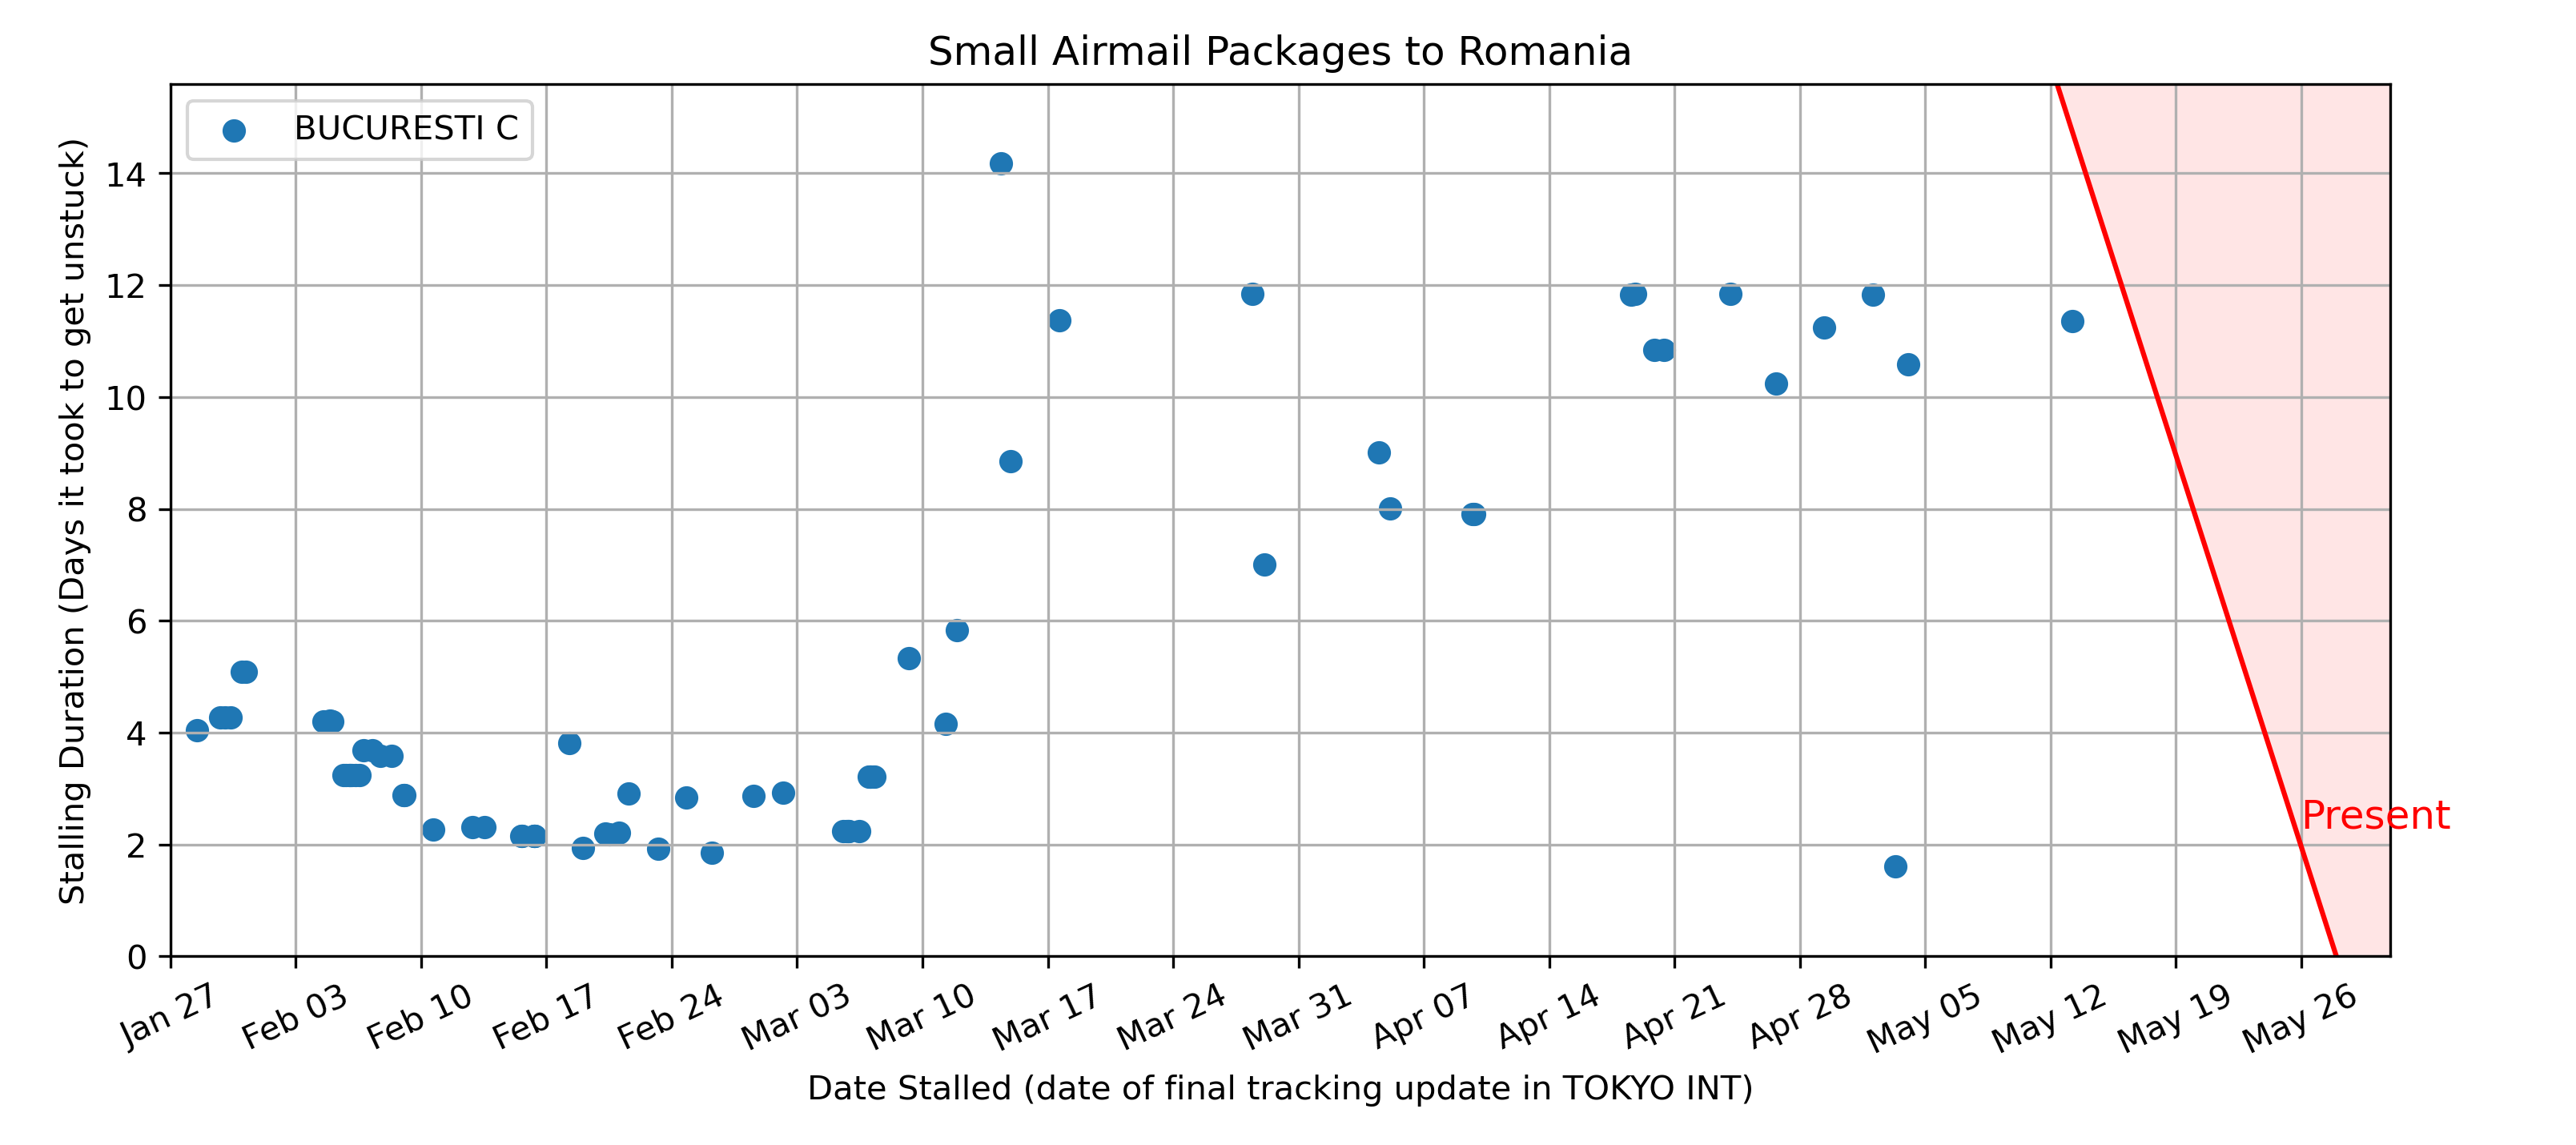 Small Airmail Packages to Romania
BUCURESTI C
Stalling Duration (Days it took to get unstuck)
14
12
10
8
6
4
2
0
Present
Jan 27
Feb 03
Feb 10
Feb 17
Feb 24
Mar 03
Mar 10
Mar 17
Mar 24
Mar 31
Apr 07
Apr 14
Apr 21
Apr 28
May 05
May 12
May 19
May 26
Date Stalled (date of final tracking update in TOKYO INT)